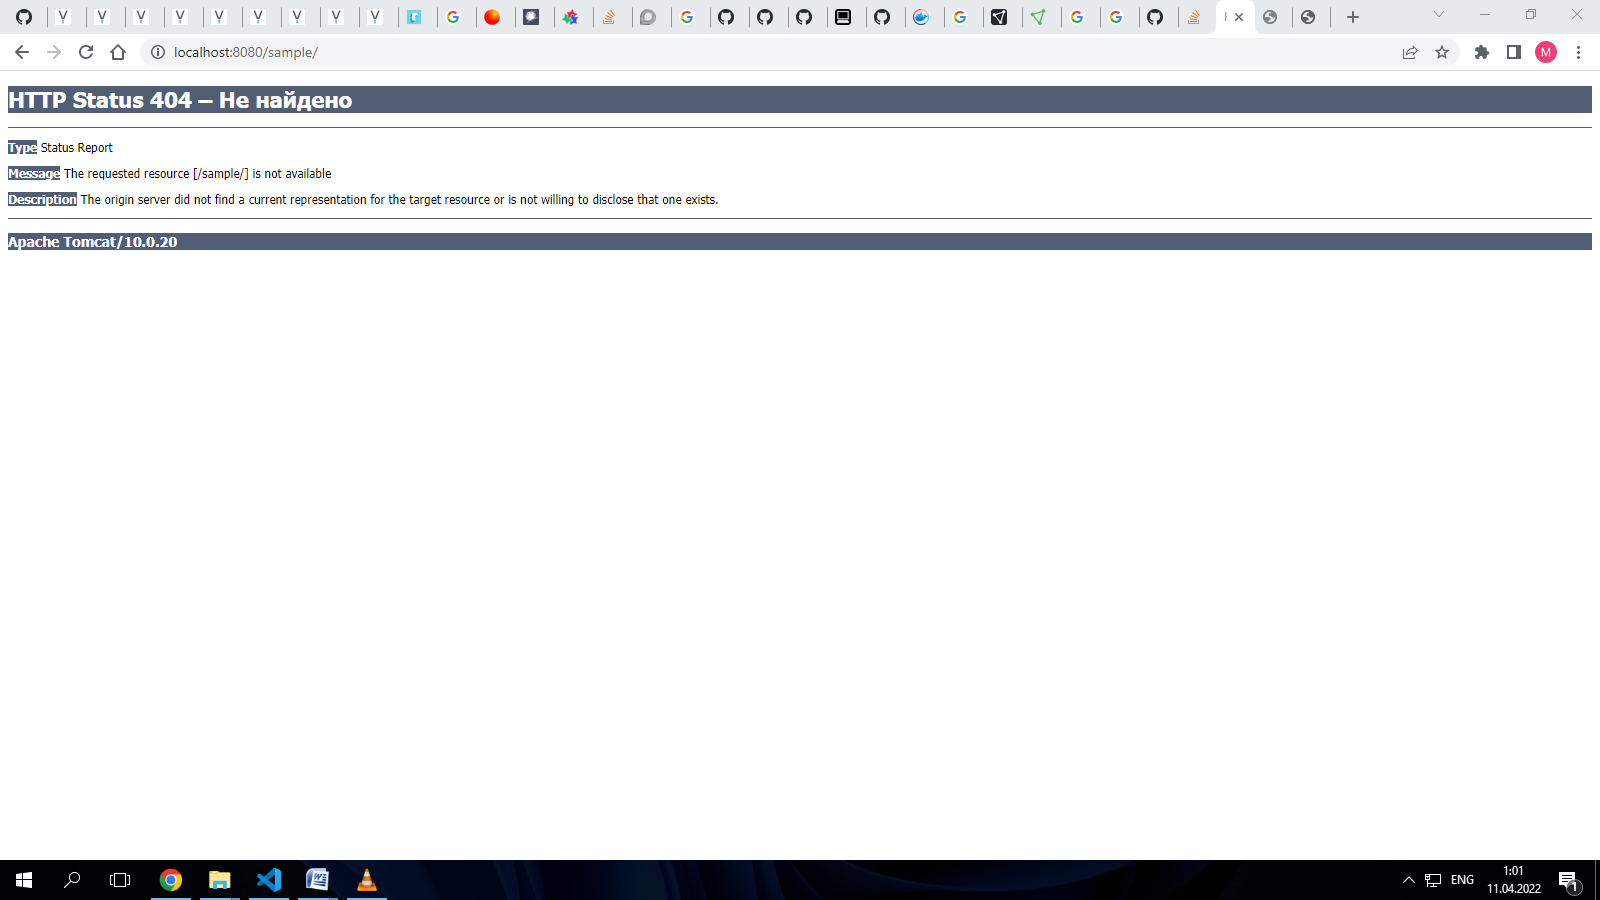 localhost:8080/sample/
M
HTTP Status 404 – Не найдено
Type Status Report
Message The requested resource [/sample/] is not available
Description The origin server did not find a current representation for the target resource or is not willing to disclose that one exists.
Apache Tomcat/10.0.20
ENG
1:01
11.04.2022
1